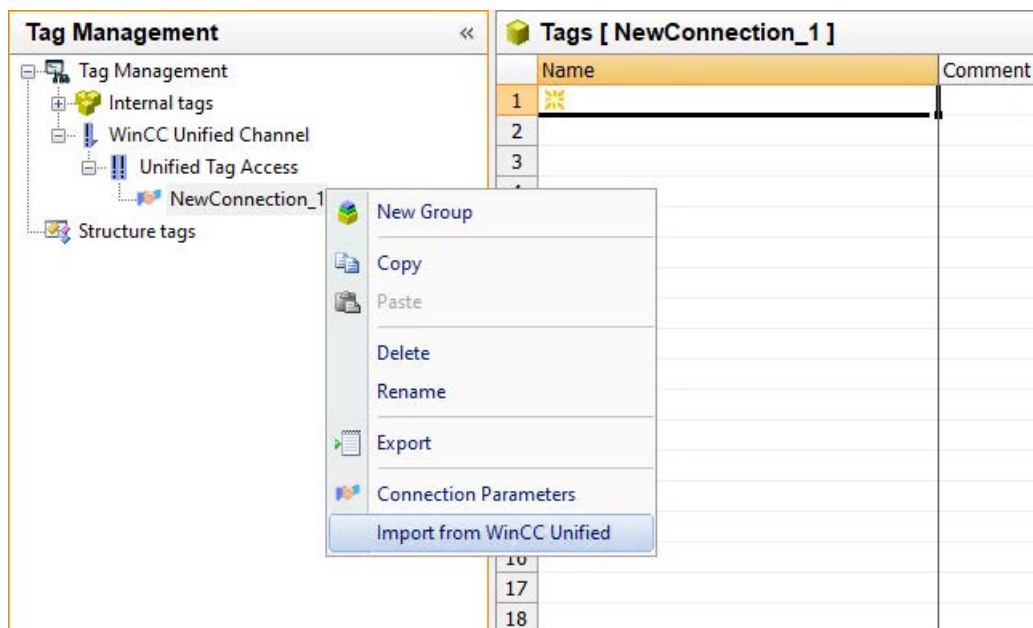 Tag Management «
Tags [ NewConnection_1 ]
Tag Management
Internal tags
WinCC Unified Channel
Unified Tag Access
NewConnection_1
Structure tags
Name Comment
1
2
3
New Group
Copy
Paste
Delete
Rename
Export
Connection Parameters
Import from WinCC Unified
16
17
18